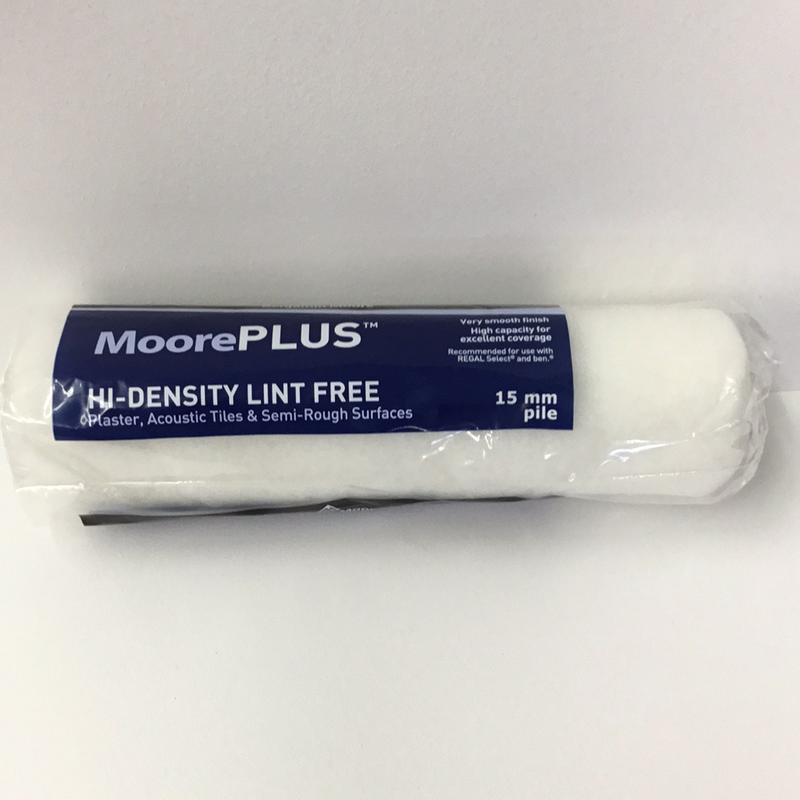 MoorePLUS™
Very smooth finish
High capacity for
excellent coverage
Recommended for use with
REGAL Select® and ben.®
HI-DENSITY LINT FREE
Plaster, Acoustic Tiles & Semi-Rough Surfaces
15 mm
pile